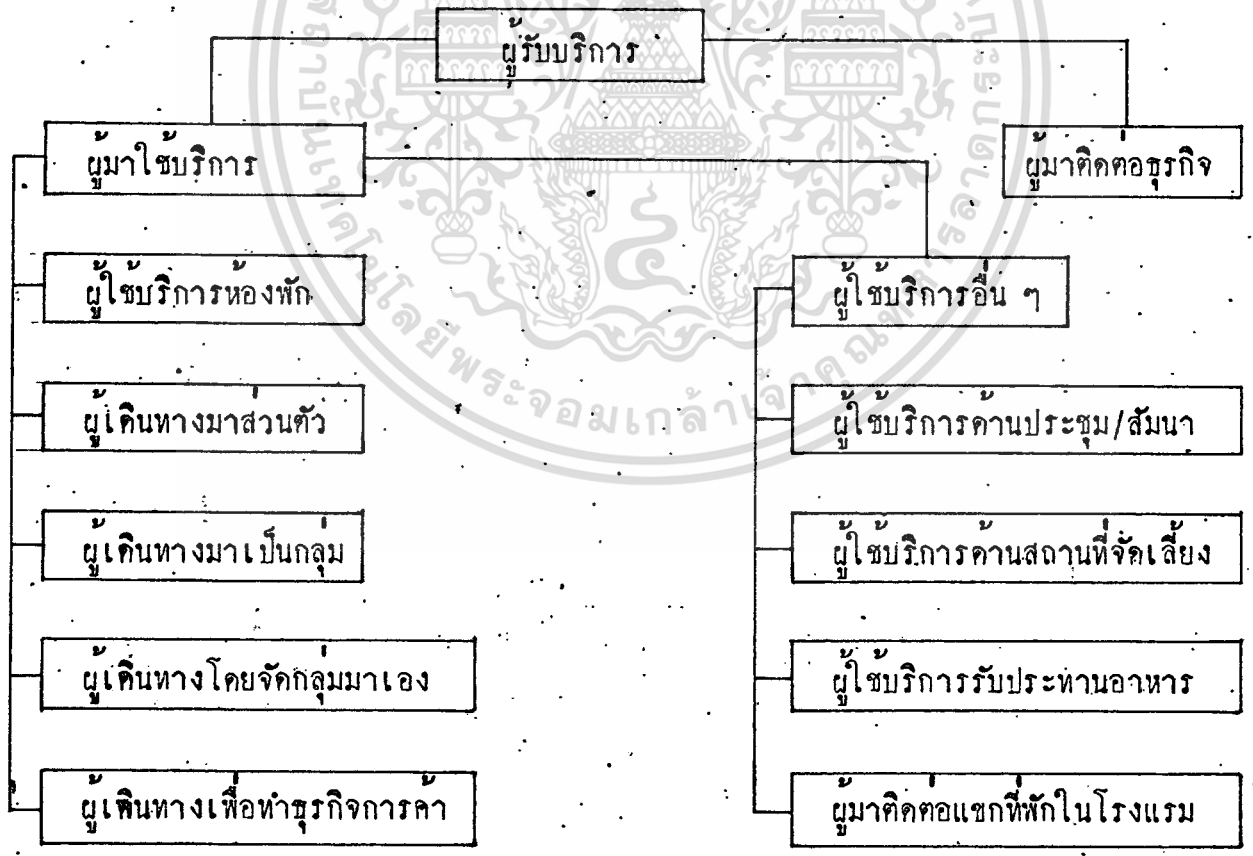 ผู้รับบริการ
ผู้มาใช้บริการ
ผู้มาติดต่อธุรกิจ
ผู้ใช้บริการห้องพัก
ผู้ใช้บริการอื่น ๆ
ผู้เดินทางมาส่วนตัว
ผู้ใช้บริการด้านประชุม/สัมนา
ผู้เดินทางมาเป็นกลุ่ม
ผู้ใช้บริการด้านสถานที่จัดเลี้ยง
ผู้เดินทางโดยจัดกลุ่มมาเอง
ผู้ใช้บริการรับประทานอาหาร
ผู้เดินทางเพื่อทำธุรกิจการค้า
ผู้มาติดต่อแขกที่พักในโรงแรม